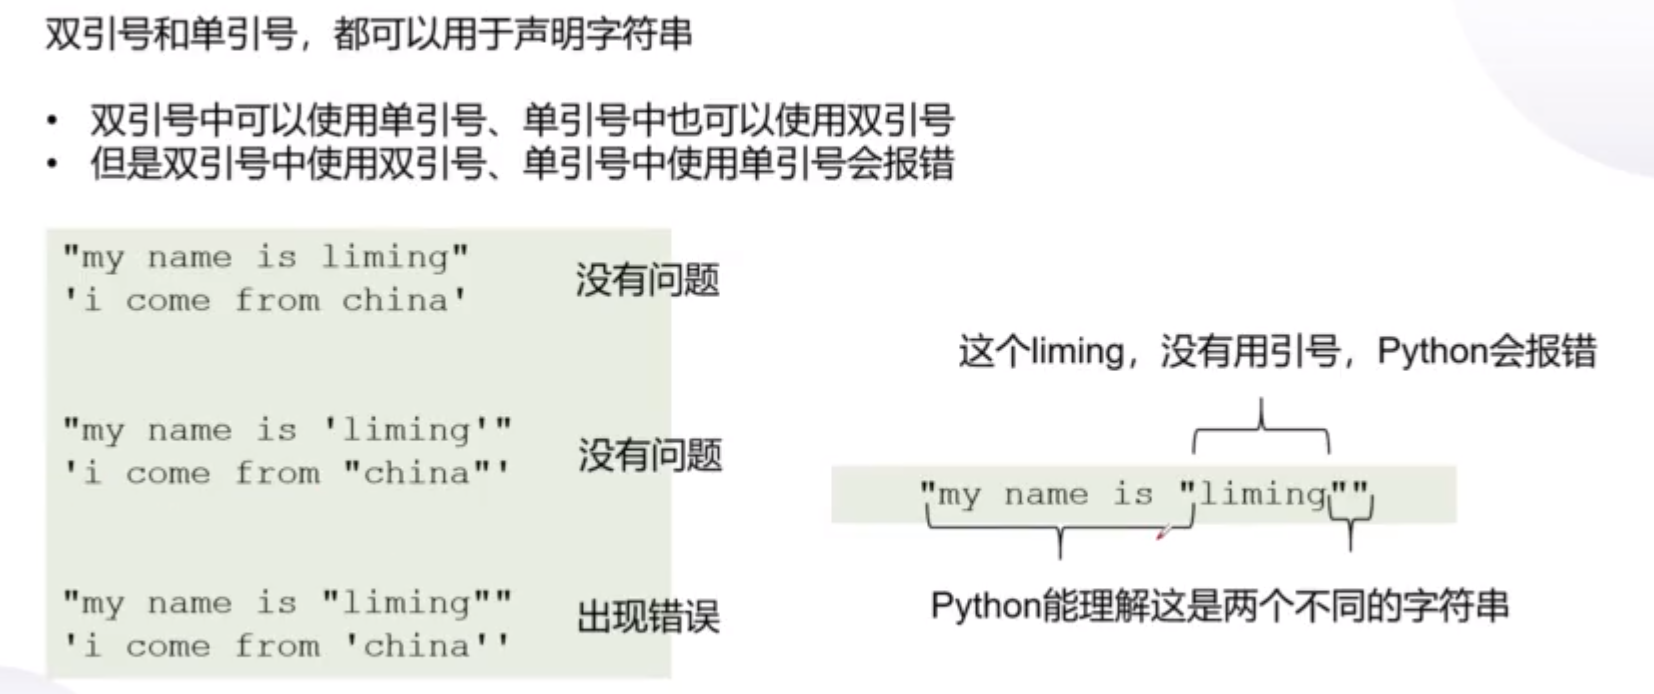 双引号和单引号，都可以用于声明字符串
• 双引号中可以使用单引号、单引号中也可以使用双引号
• 但是双引号中使用双引号、单引号中使用单引号会报错
"my name is liming"
'i come from china'
没有问题
"my name is 'liming'"
'i come from "china"'
没有问题
"my name is "liming""
'i come from 'china''
出现错误
这个liming，没有用引号，Python会报错
"my name is "liming""
Python能理解这是两个不同的字符串